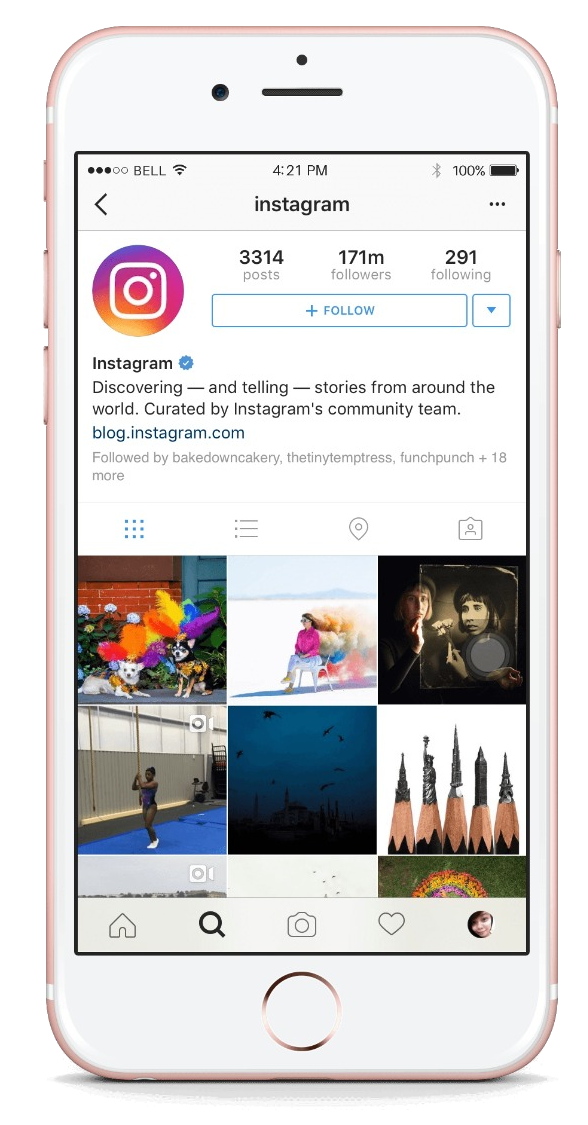 ●●●○○ BELL 4:21 PM 100%
instagram •••
3314 171m 291
posts followers following
+ FOLLOW ▼
Instagram
Discovering — and telling — stories from around the
world. Curated by Instagram's community team.
blog.instagram.com
Followed by bakedowncakery, thetinytemptress, funchpunch + 18
more